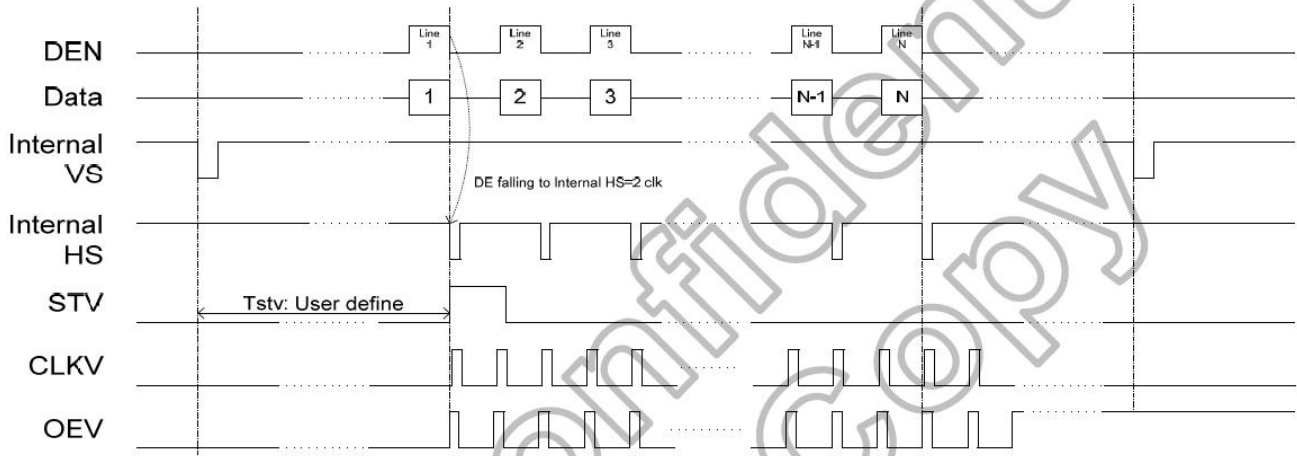 DEN
Line 1
Line 2
Line 3
Line N-1
Line N
Data
1
2
3
N-1
N
Internal VS
DE falling to Internal HS=2 clk
Internal HS
STV
Tstv: User define
CLKV
OEV
Confidential
Copy